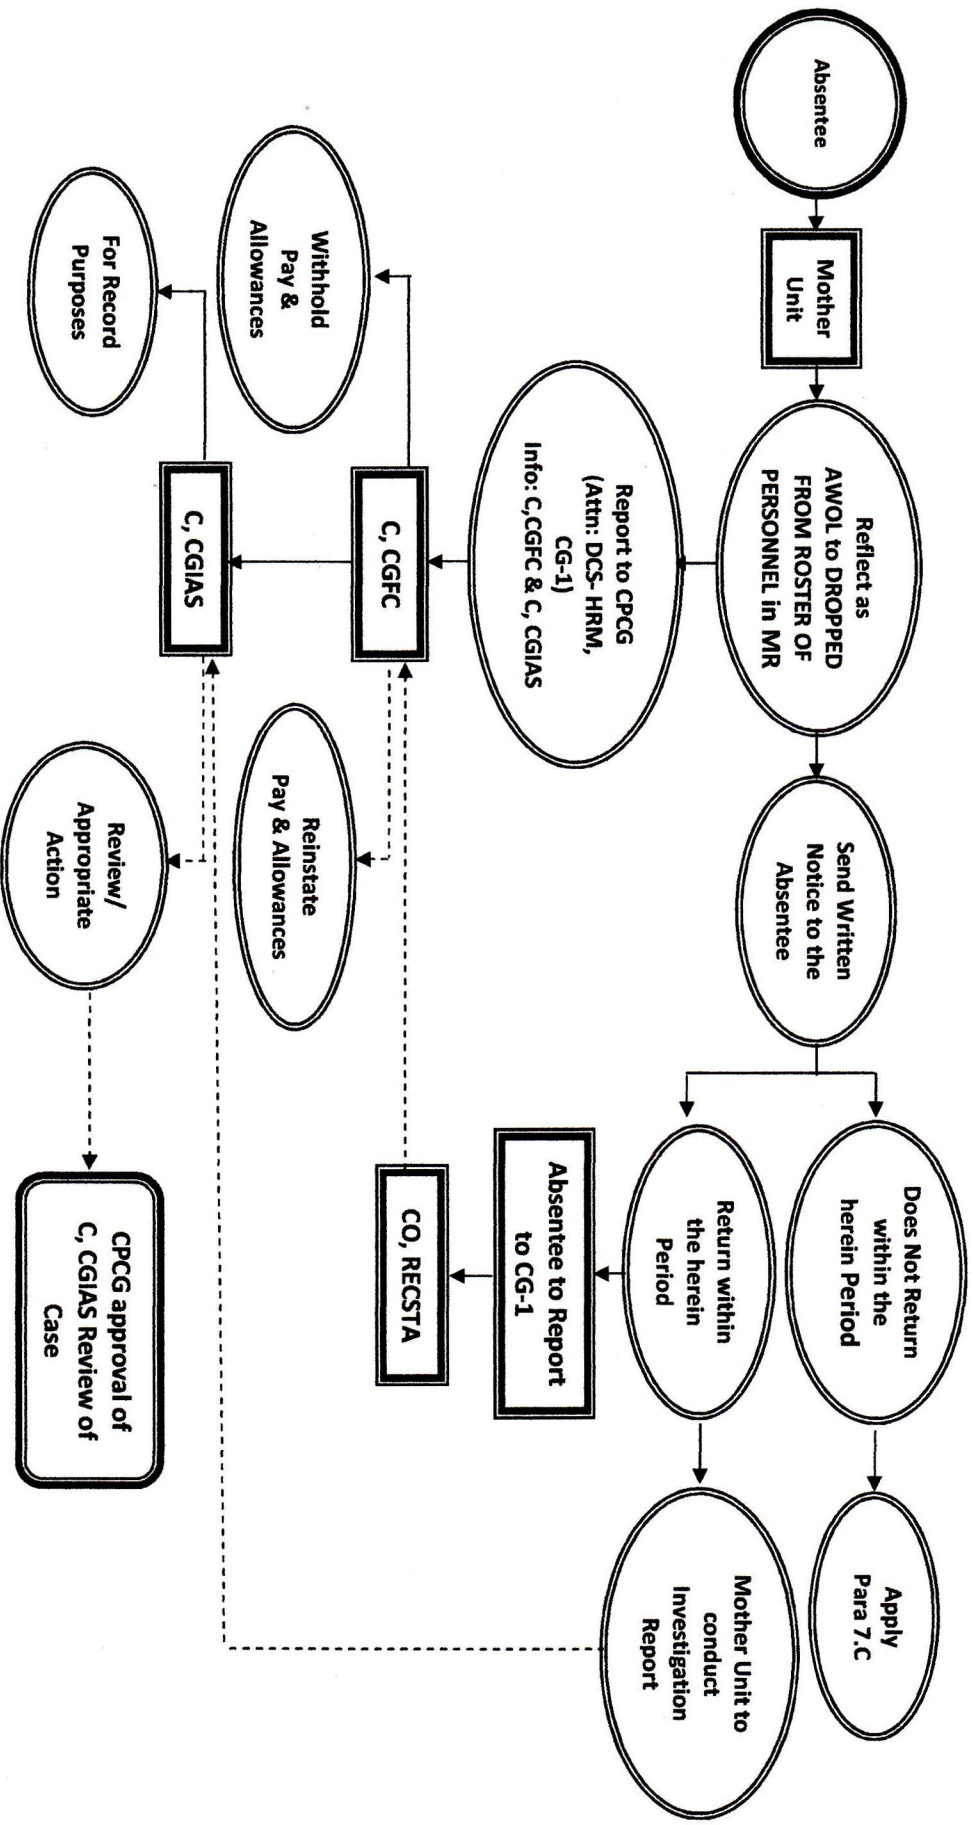 Absentee
Mother
Unit
Reflect as
AWOL to DROPPED
FROM ROSTER OF
PERSONNEL in MR
Send Written
Notice to the
Absentee
Does Not Return
within the
herein Period
Apply
Para 7.C
Return within
the herein
Period
Mother Unit to
conduct
Investigation
Report
Report to CPCG
(Attn: DCS- HRM,
CG-1)
Info: C,CGFC & C, CGIAS
Absentee to Report
to CG-1
Withhold
Pay &
Allowances
C, CGFC
Reinstate
Pay & Allowances
CO, RECSTA
For Record
Purposes
C, CGIAS
Review/
Appropriate
Action
CPCG approval of
C, CGIAS Review of
Case